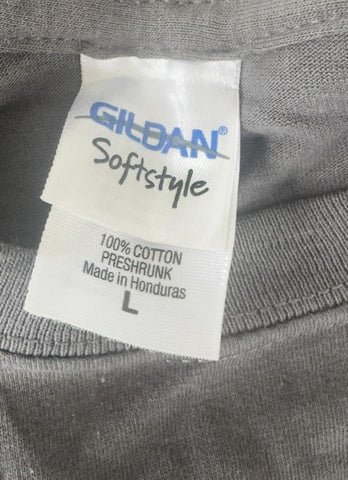 GILDAN®
Softstyle
100% COTTON
PRESHRUNK
Made in Honduras
L